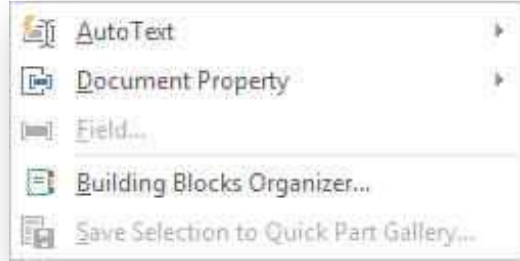 AutoText
Document Property
Field...
Building Blocks Organizer...
Save Selection to Quick Part Gallery...